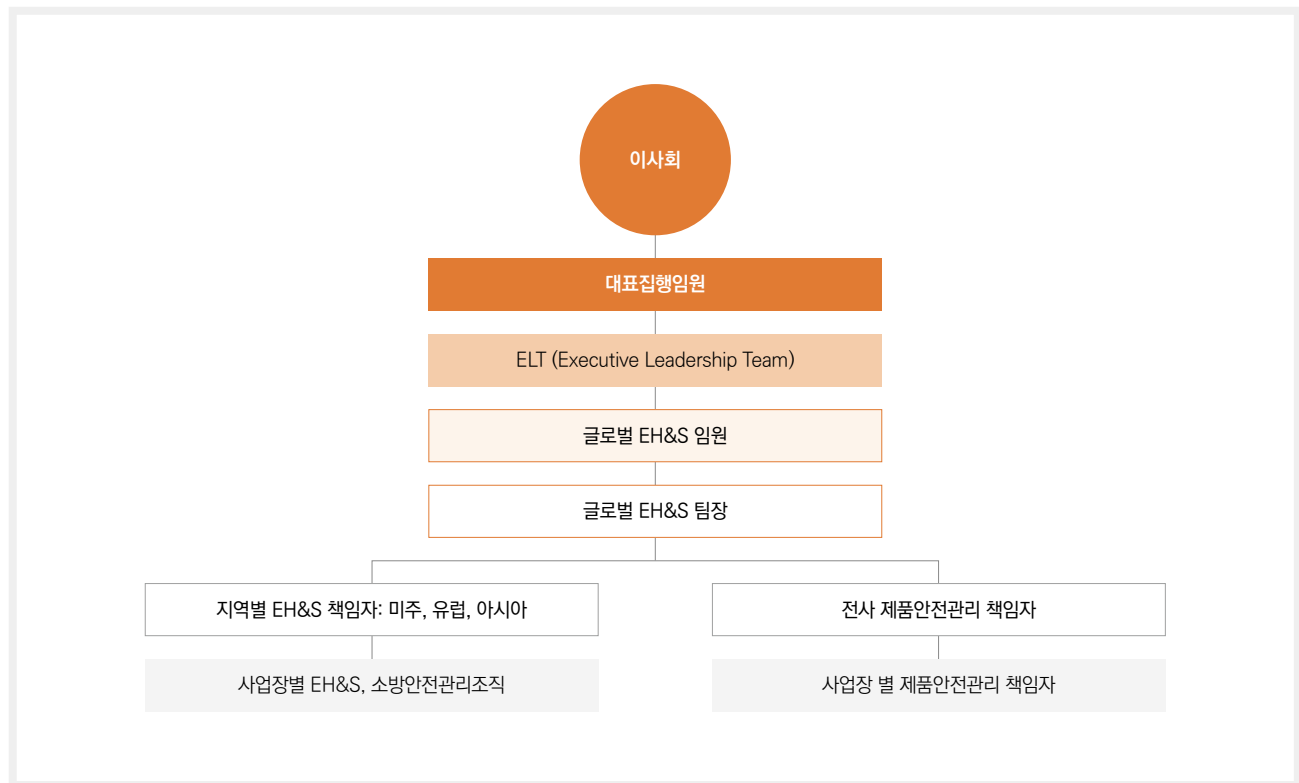 이사회
대표집행임원
ELT (Executive Leadership Team)
글로벌 EH&S 임원
글로벌 EH&S 팀장
지역별 EH&S 책임자: 미주, 유럽, 아시아
전사 제품안전관리 책임자
사업장별 EH&S, 소방안전관리조직
사업장 별 제품안전관리 책임자